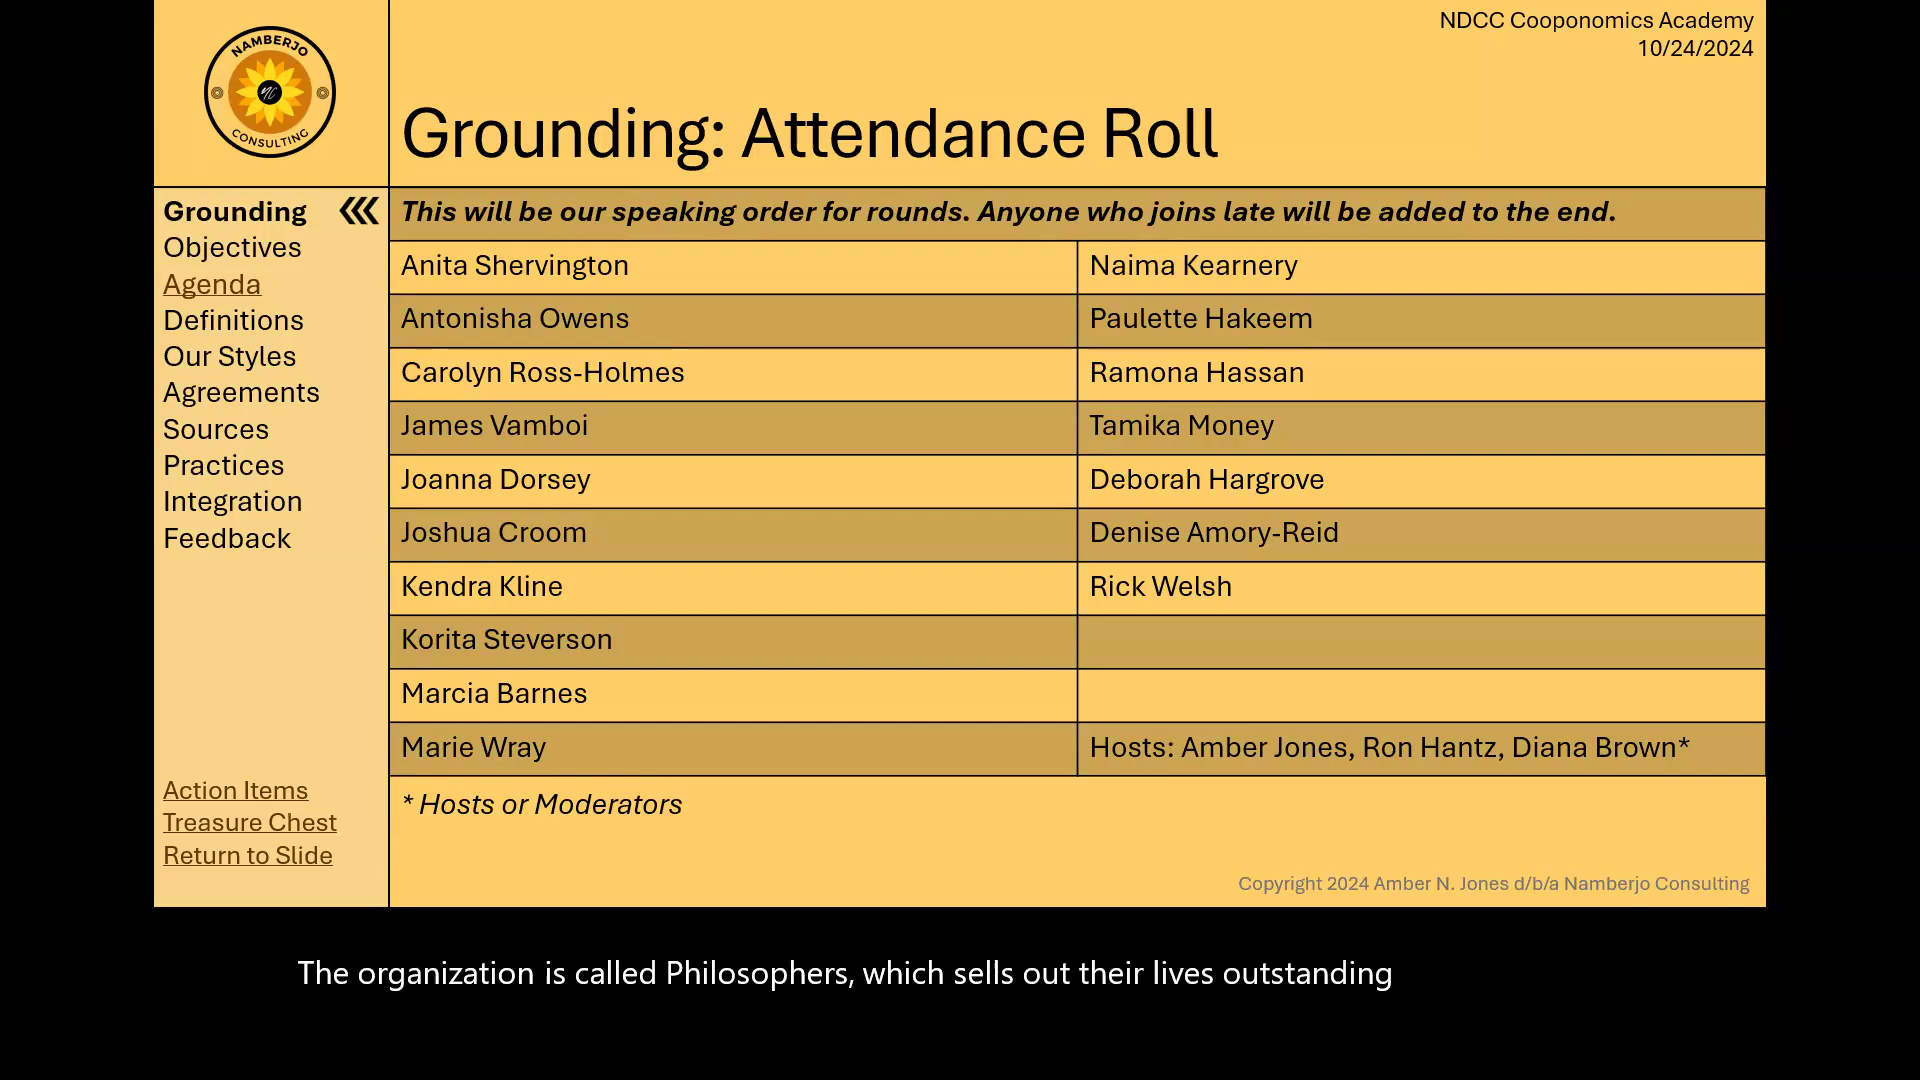 NAMBERJO
CONSULTING
NDCC Cooponomics Academy
10/24/2024
Grounding: Attendance Roll
Grounding
Objectives
Agenda
Definitions
Our Styles
Agreements
Sources
Practices
Integration
Feedback
Action Items
Treasure Chest
Return to Slide
This will be our speaking order for rounds. Anyone who joins late will be added to the end.
Anita Shervington
Naima Kearnery
Antonisha Owens
Paulette Hakeem
Carolyn Ross-Holmes
Ramona Hassan
James Vamboi
Tamika Money
Joanna Dorsey
Deborah Hargrove
Joshua Croom
Denise Amory-Reid
Kendra Kline
Rick Welsh
Korita Steverson
Marcia Barnes
Marie Wray
Hosts: Amber Jones, Ron Hantz, Diana Brown*
* Hosts or Moderators
Copyright 2024 Amber N. Jones d/b/a Namberjo Consulting
The organization is called Philosophers, which sells out their lives outstanding